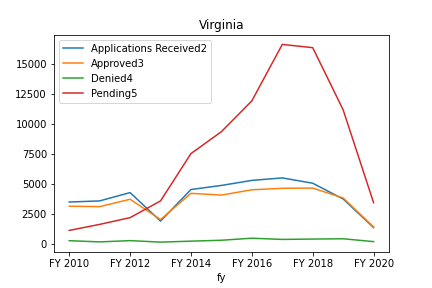 Virginia
Applications Received2
Approved3
Denied4
Pending5
15000
12500
10000
7500
5000
2500
0
FY 2010 FY 2012 FY 2014 FY 2016 FY 2018 FY 2020
fy